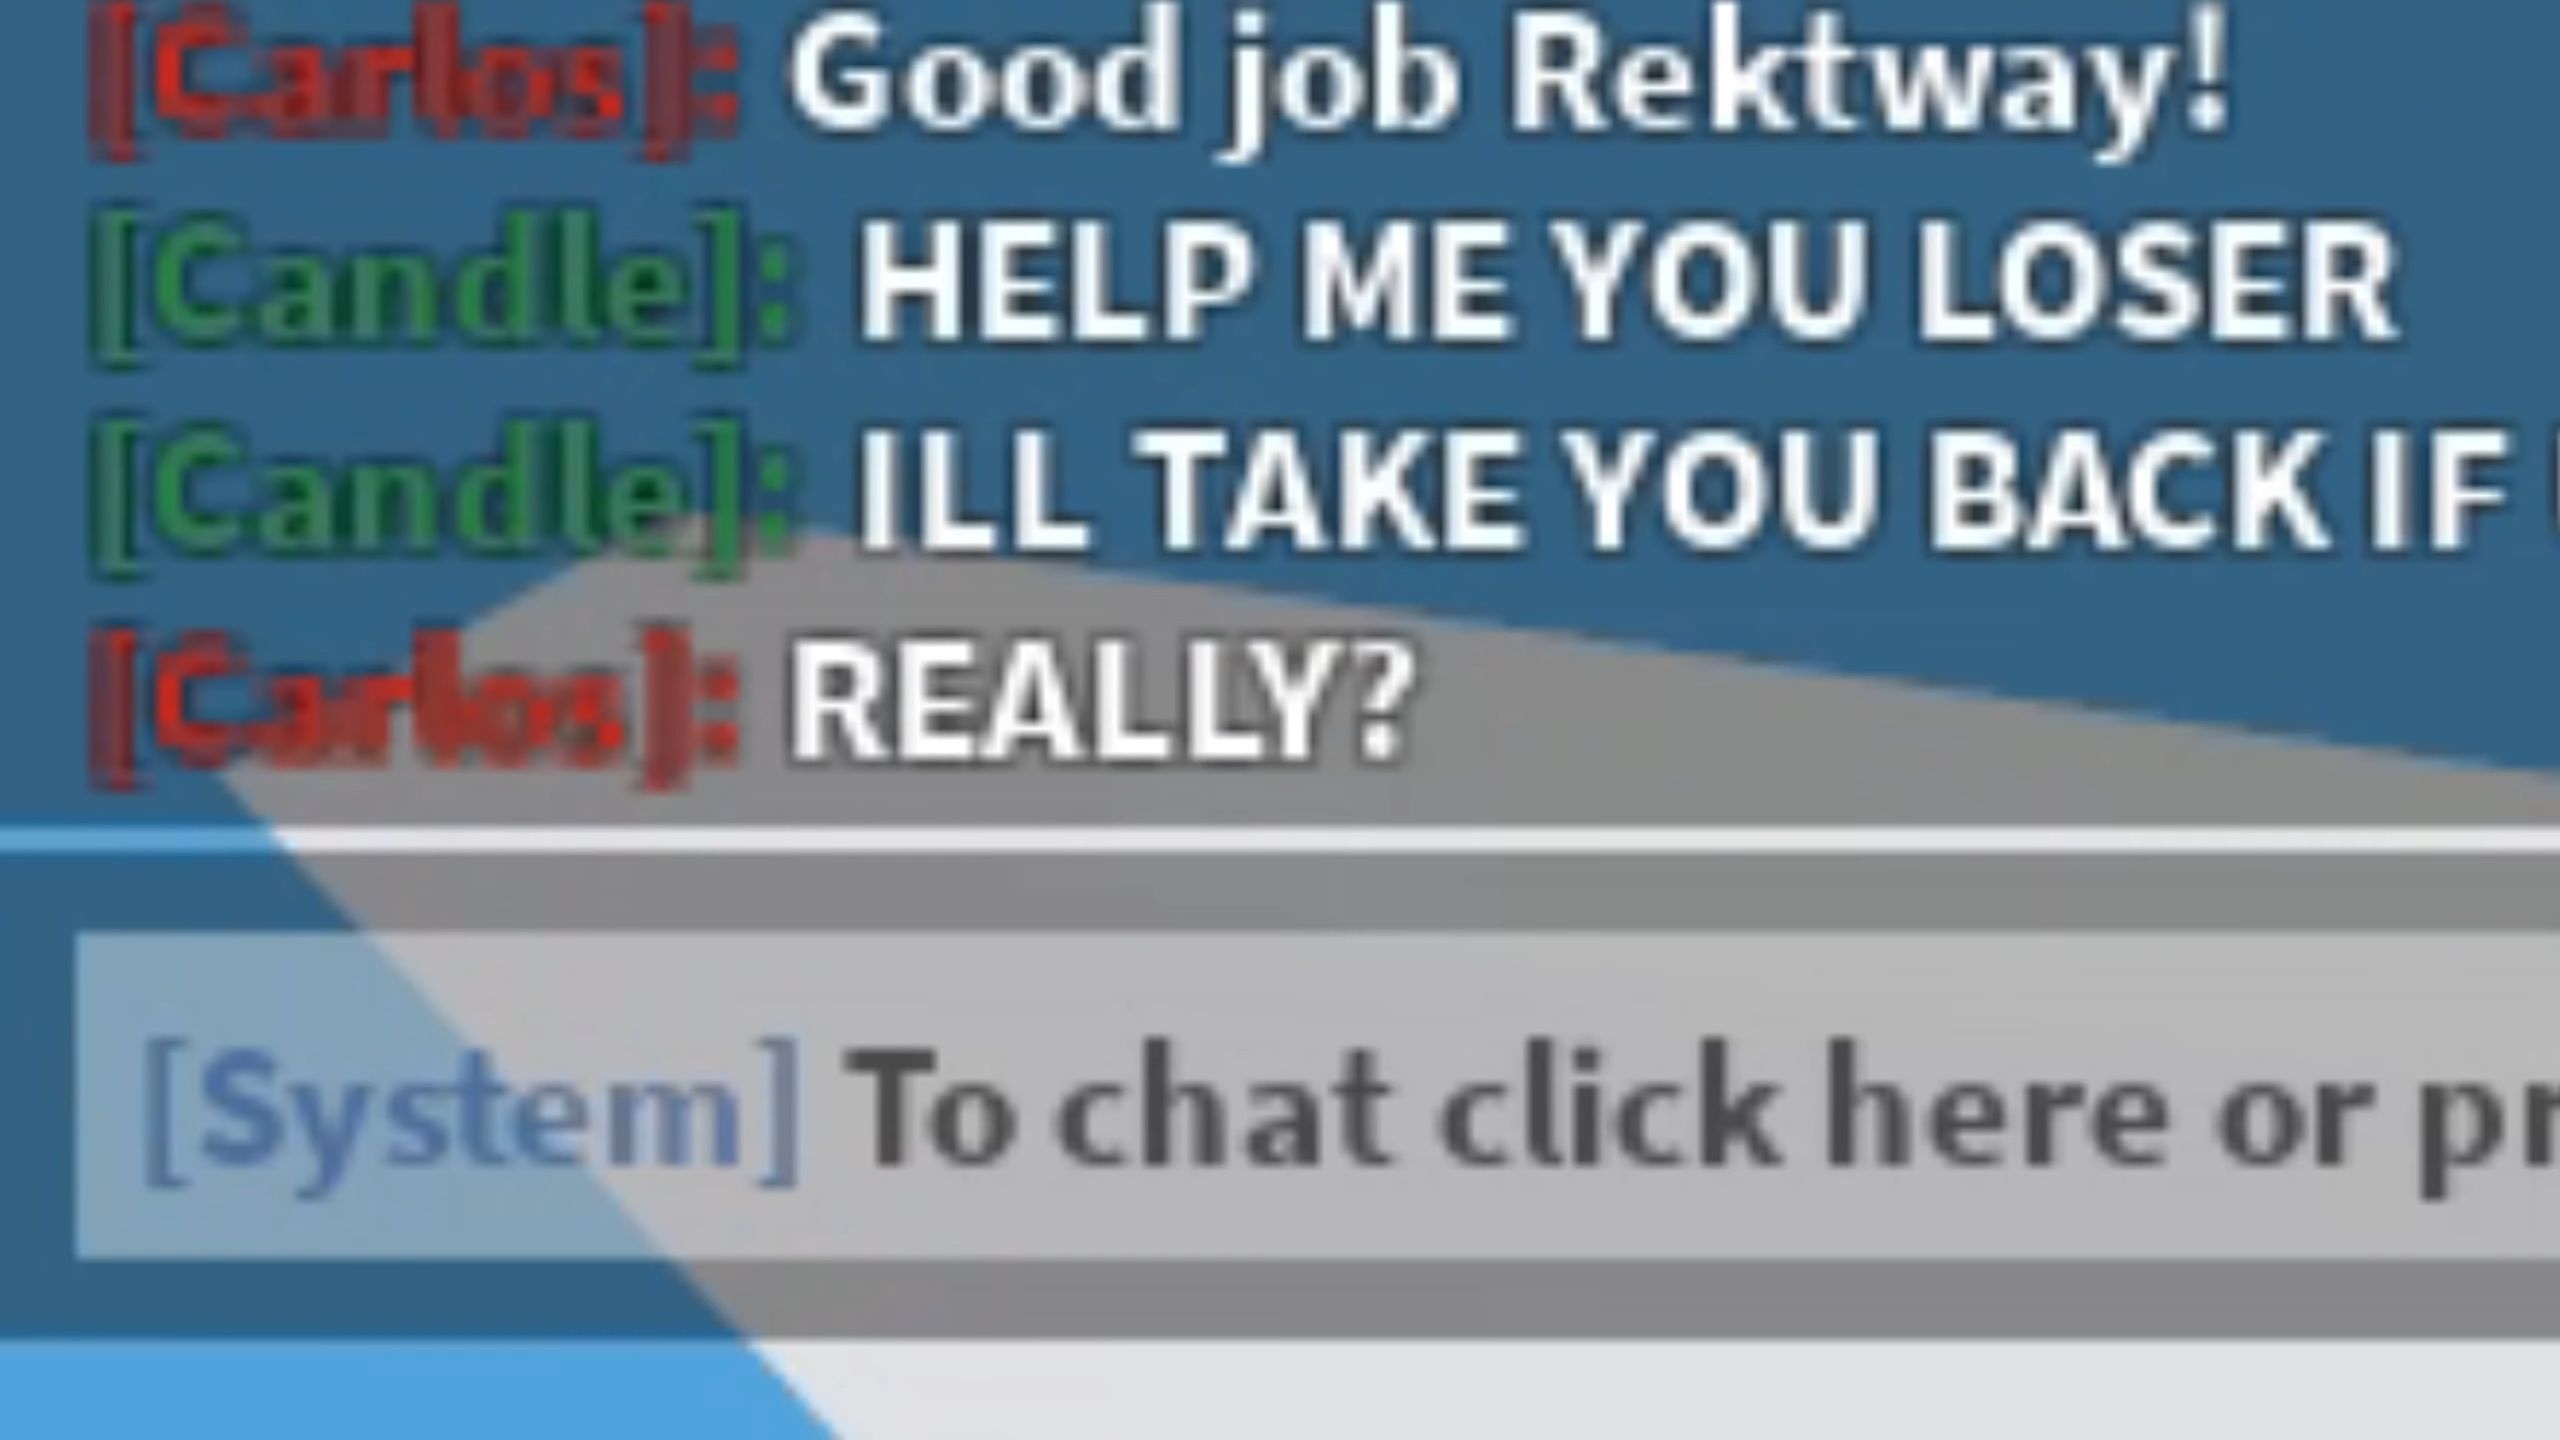 [Carlos]: Good job Rektway!
[Candle]: HELP ME YOU LOSER
[Candle]: ILL TAKE YOU BACK IF
[Carlos]: REALLY?
[System] To chat click here or pr